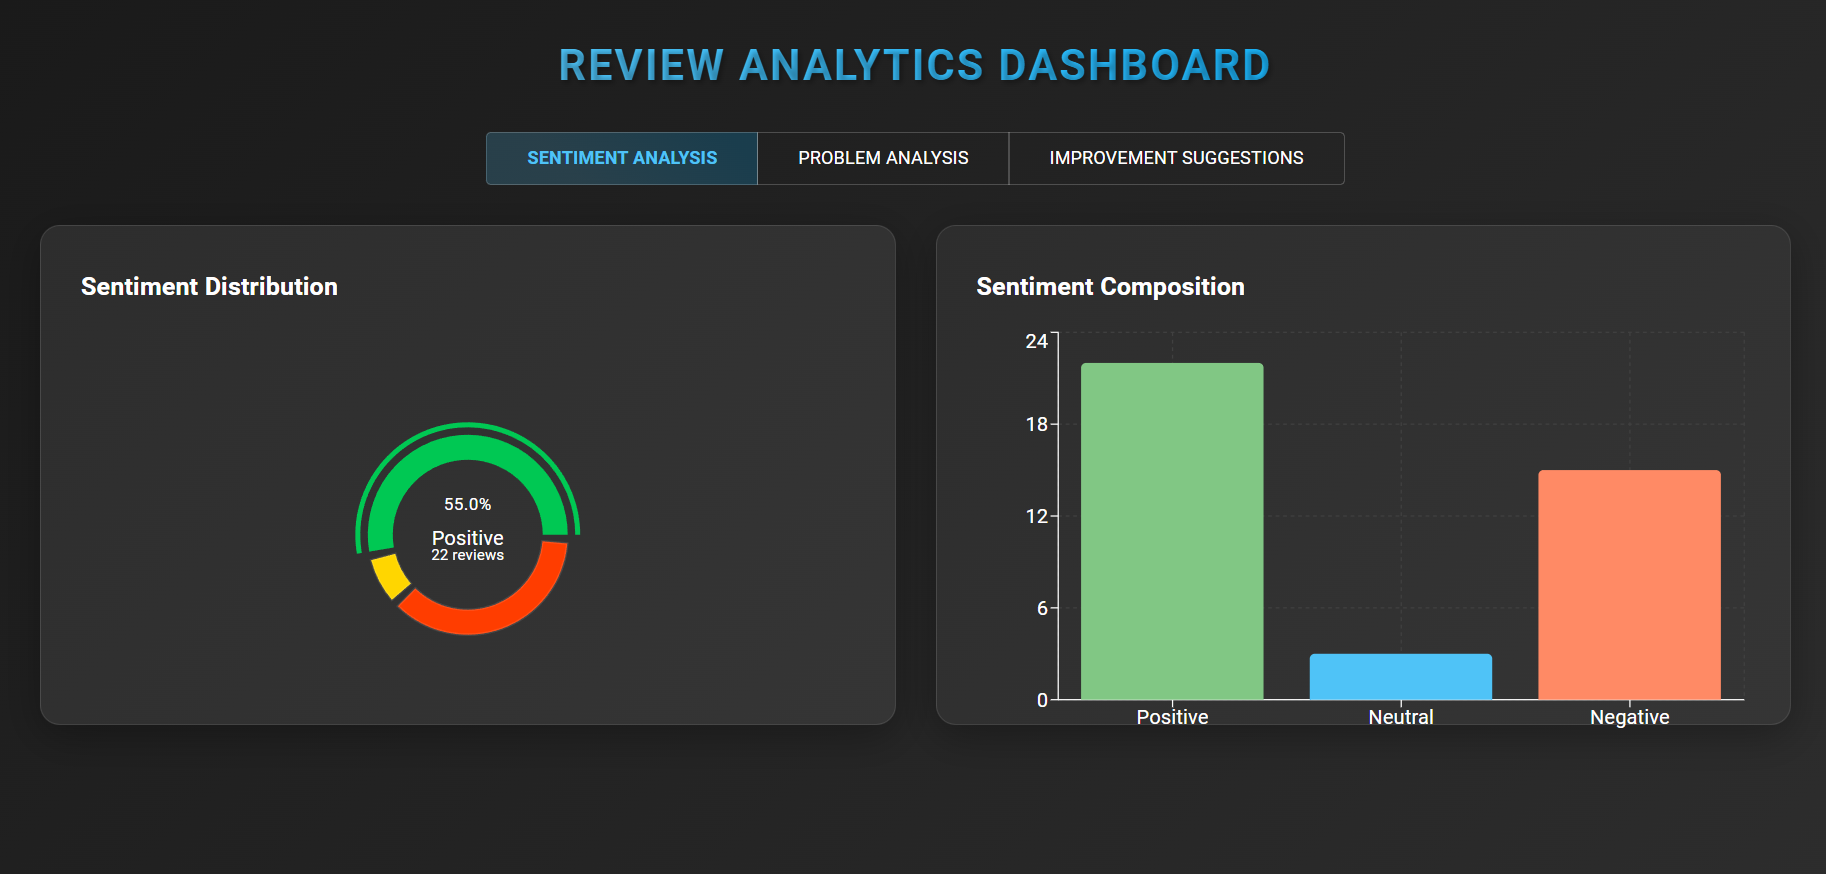 REVIEW ANALYTICS DASHBOARD
SENTIMENT ANALYSIS
PROBLEM ANALYSIS
IMPROVEMENT SUGGESTIONS
Sentiment Distribution
55.0%
Positive
22 reviews
Sentiment Composition
24
18
12
6
0
Positive
Neutral
Negative